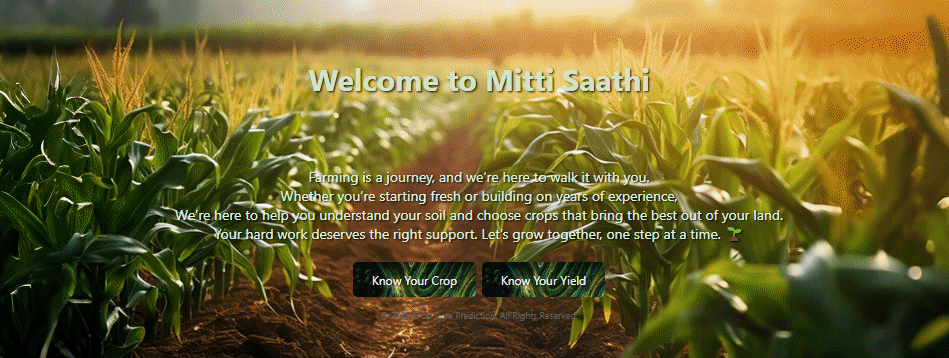 Welcome to Mitti Saathi
Farming is a journey, and we're here to walk it with you.
Whether you're starting fresh or building on years of experience,
We're here to help you understand your soil and choose crops that bring the best out of your land.
Your hard work deserves the right support. Let's grow together, one step at a time. 🌱
Know Your Crop Know Your Yield
© Crop Type Prediction. All Rights Reserved.